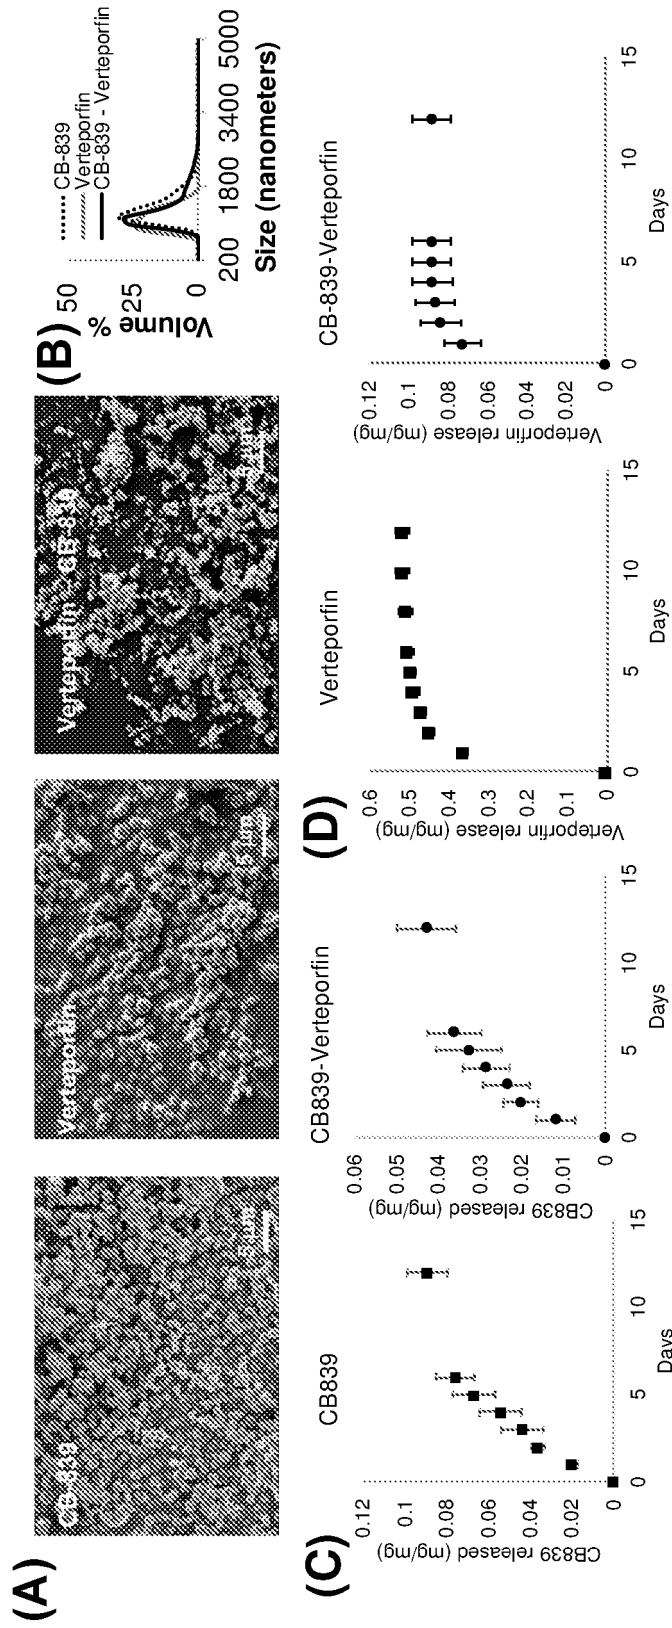 (A)
CB-839
5 μm
Verteporfin
5 μm
Verteporfin - CB-839
(B)
Volume %
50
25
0
CB-839
Verteporfin
CB-839 - Verteporfin
200 1800 3400 5000
Size (nanometers)
(C)
CB839
CB839 released (mg/mg)
0.12
0.1
0.08
0.06
0.04
0.02
0
0 5 10 15
Days
CB839-Verteporfin
CB839 released (mg/mg)
0.06
0.05
0.04
0.03
0.02
0.01
0
0 5 10 15
Days
(D)
Verteporfin
Verteporfin release (mg/mg)
0.6
0.5
0.4
0.3
0.2
0.1
0
0 5 10 15
Days
CB-839-Verteporfin
Verteporfin release (mg/mg)
0.12
0.1
0.08
0.06
0.04
0.02
0
0 5 10 15
Days